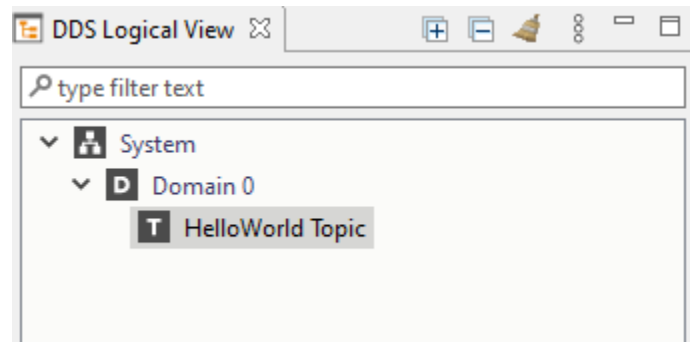 DDS Logical View
type filter text
System
D Domain 0
T HelloWorld Topic